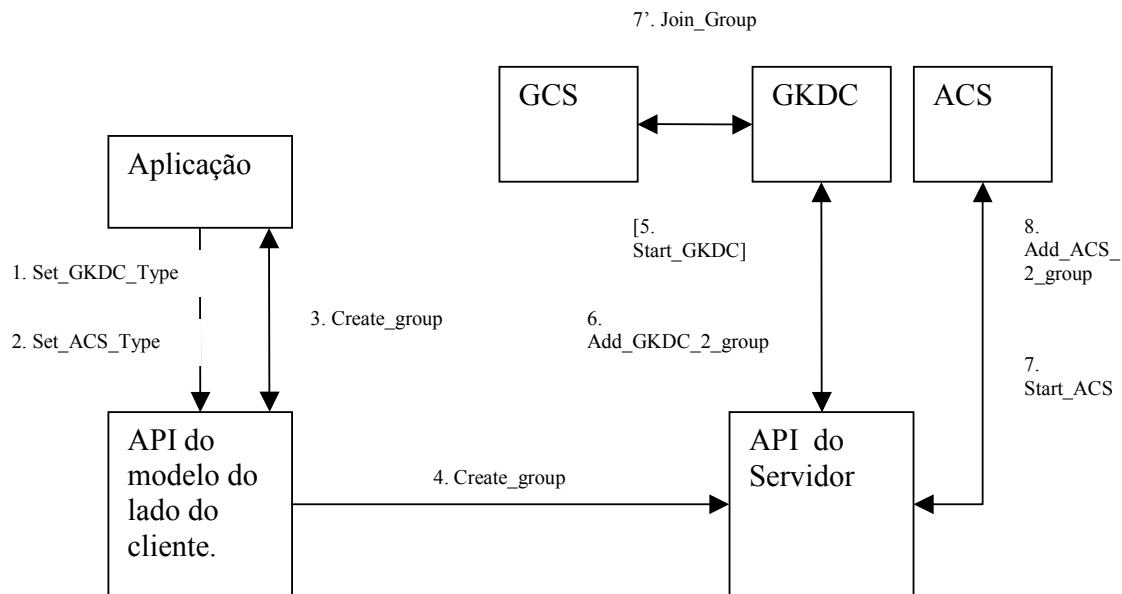 7’. Join_Group
GCS
GKDC
ACS
Aplicação
[5.
Start_GKDC]
8.
Add_ACS_
2_group
1. Set_GKDC_Type
2. Set_ACS_Type
3. Create_group
6.
Add_GKDC_2_group
7.
Start_ACS
API do
modelo do
lado do
cliente.
4. Create_group
API do
Servidor